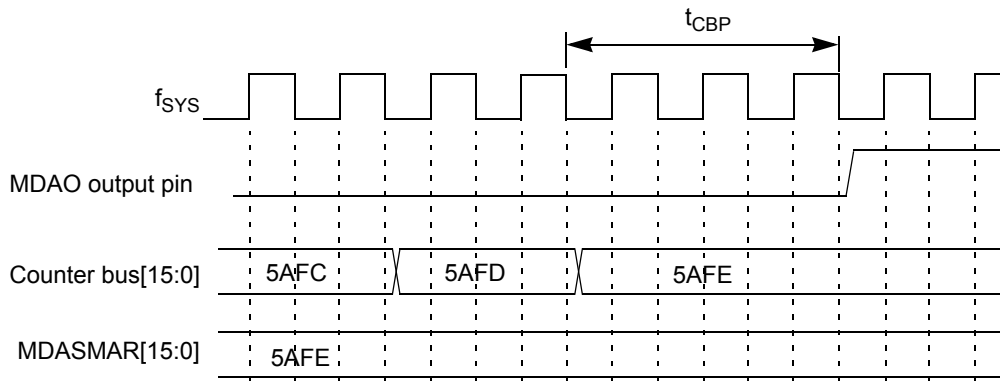 tCBP
fSYS
MDAO output pin
Counter bus[15:0] 5AFC 5AFD 5AFE
MDASMAR[15:0] 5AFE